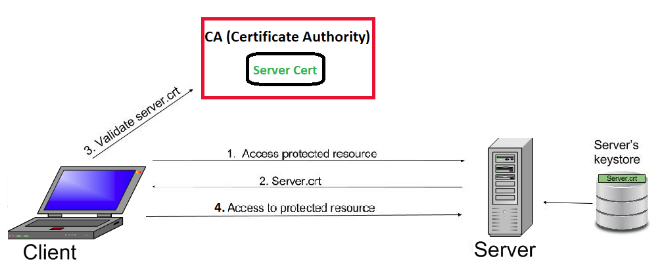 CA (Certificate Authority)
Server Cert
3. Validate server.crt
1. Access protected resource
2. Server.crt
4. Access to protected resource
Client
Server
Server's
keystore
Server.crt